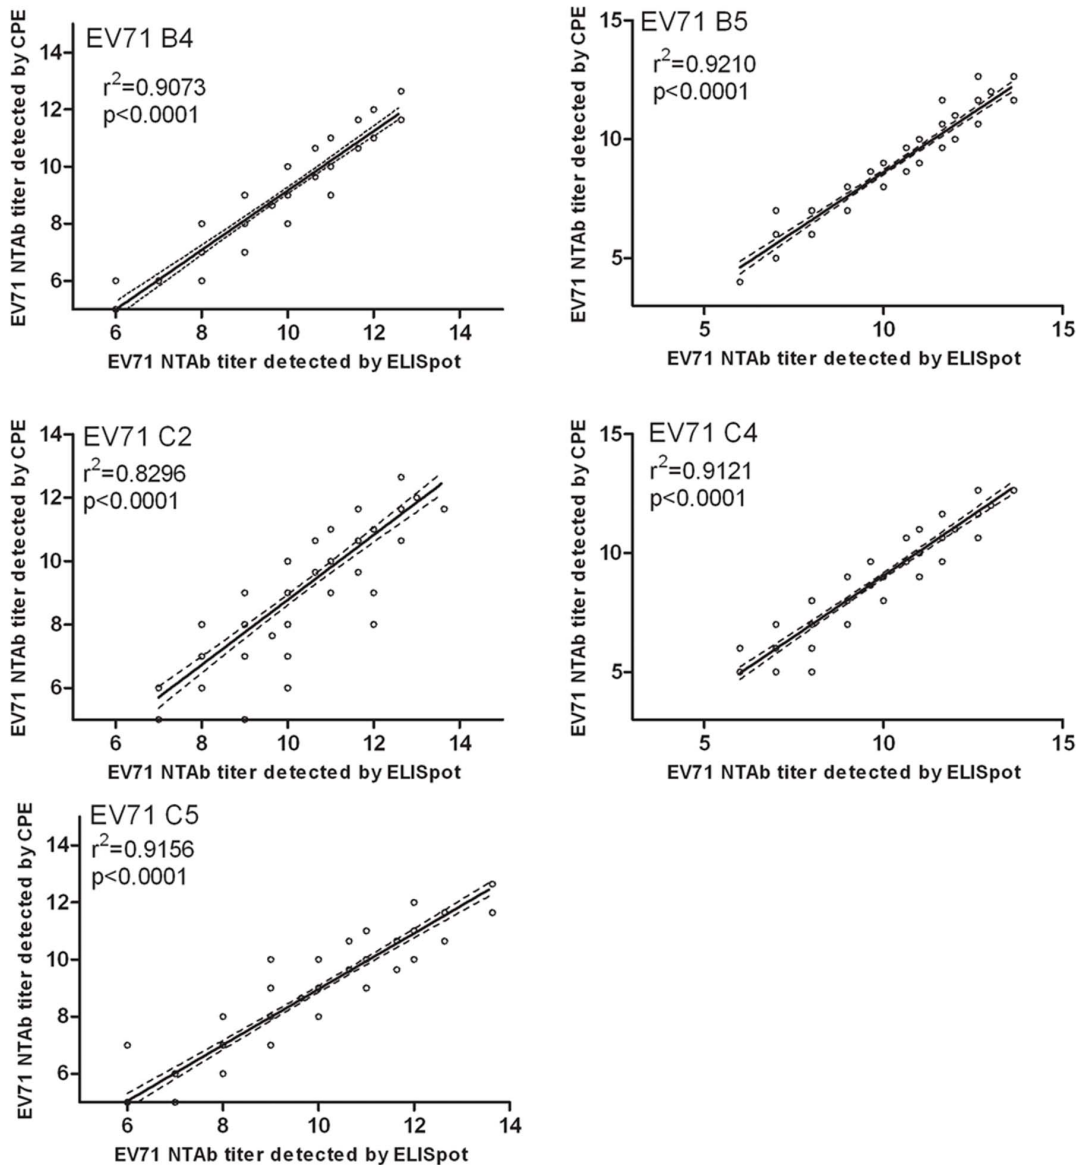 EV71 B4
r²=0.9073
p<0.0001
EV71 NTAb titer detected by CPE
14
12
10
8
6
6 8 10 12 14
EV71 NTAb titer detected by ELISpot
EV71 B5
r²=0.9210
p<0.0001
EV71 NTAb titer detected by CPE
15
10
5
5 10 15
EV71 NTAb titer detected by ELISpot
EV71 C2
r²=0.8296
p<0.0001
EV71 NTAb titer detected by CPE
14
12
10
8
6
6 8 10 12 14
EV71 NTAb titer detected by ELISpot
EV71 C4
r²=0.9121
p<0.0001
EV71 NTAb titer detected by CPE
15
10
5
5 10 15
EV71 NTAb titer detected by ELISpot
EV71 C5
r²=0.9156
p<0.0001
EV71 NTAb titer detected by CPE
14
12
10
8
6
6 8 10 12 14
EV71 NTAb titer detected by ELISpot